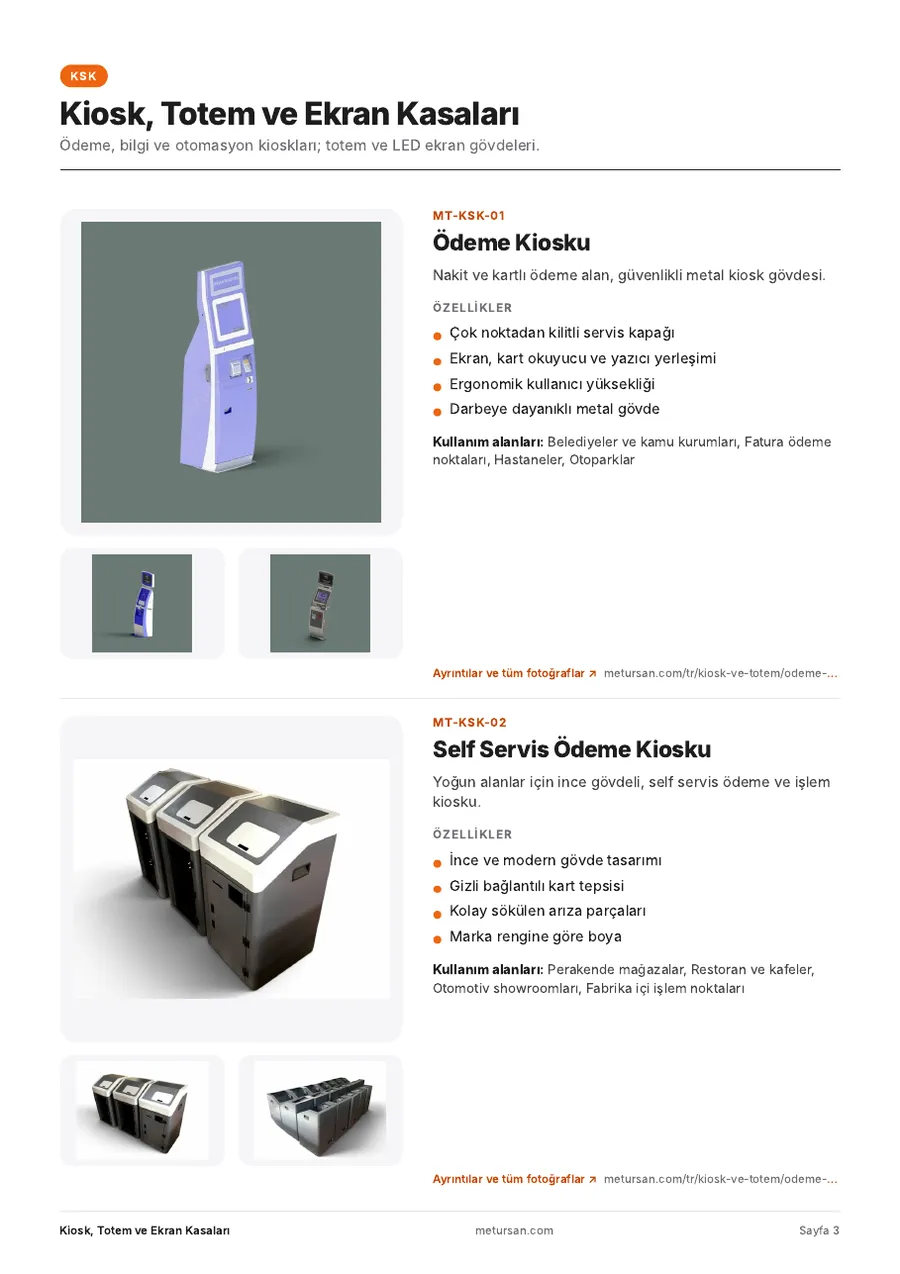 KSK
Kiosk, Totem ve Ekran Kasaları
Ödeme, bilgi ve otomasyon kioskları; totem ve LED ekran gövdeleri.
MT-KSK-01
Ödeme Kiosku
Nakit ve kartlı ödeme alan, güvenlikli metal kiosk gövdesi.
ÖZELLİKLER
Çok noktadan kilitli servis kapağı
Ekran, kart okuyucu ve yazıcı yerleşimi
Ergonomik kullanıcı yüksekliği
Darbeye dayanıklı metal gövde
Kullanım alanları: Belediyeler ve kamu kurumları, Fatura ödeme
noktaları, Hastaneler, Otoparklar
Ayrıntılar ve tüm fotoğraflar ↗ metursan.com/tr/kiosk-ve-totem/odeme-...
MT-KSK-02
Self Servis Ödeme Kiosku
Yoğun alanlar için ince gövdeli, self servis ödeme ve işlem
kiosku.
ÖZELLİKLER
İnce ve modern gövde tasarımı
Gizli bağlantılı kart tepsisi
Kolay sökülen arıza parçaları
Marka rengine göre boya
Kullanım alanları: Perakende mağazalar, Restoran ve kafeler,
Otomotiv showroomları, Fabrika içi işlem noktaları
Ayrıntılar ve tüm fotoğraflar ↗ metursan.com/tr/kiosk-ve-totem/odeme-...
Kiosk, Totem ve Ekran Kasaları
metursan.com
Sayfa 3